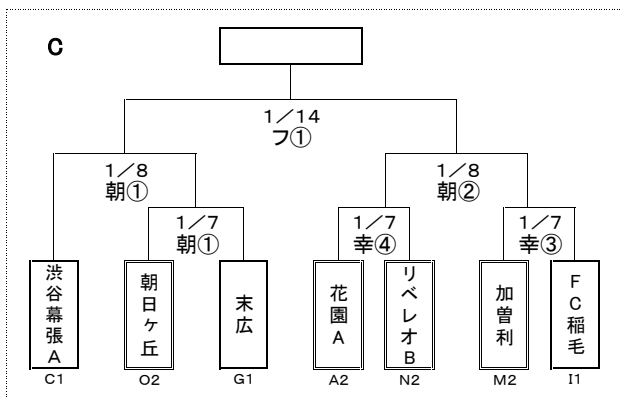 C
1/14
フ①
1/8
朝①
1/8
朝②
1/7
朝①
1/7
幸④
1/7
幸③
渋谷幕張A
朝日ヶ丘
末広
花園A
リベレオB
加曽利
FC稲毛
C1
O2
G1
A2
N2
M2
I1